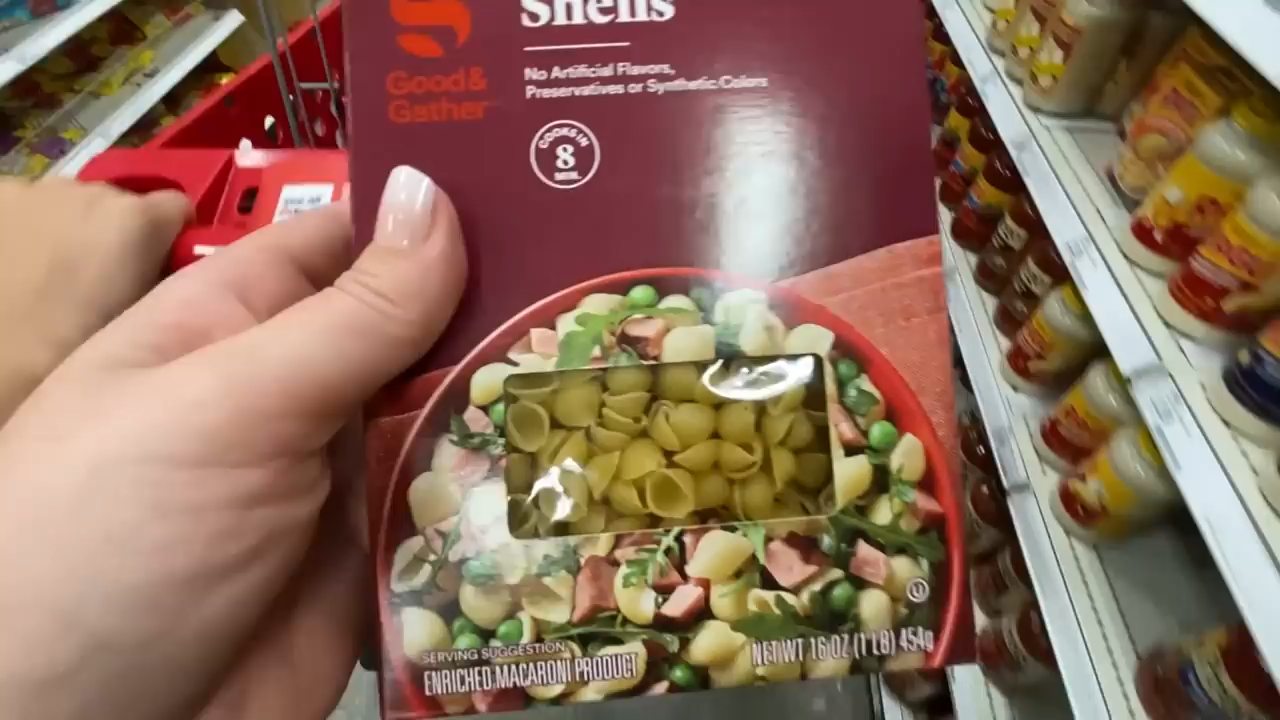 Shells
Good&
Gather
No Artificial Flavors,
Preservatives or Synthetic Colors
COOKS IN
8
MIN.
SERVING SUGGESTION
ENRICHED MACARONI PRODUCT
NET WT 16 OZ (1 LB) 454g
U